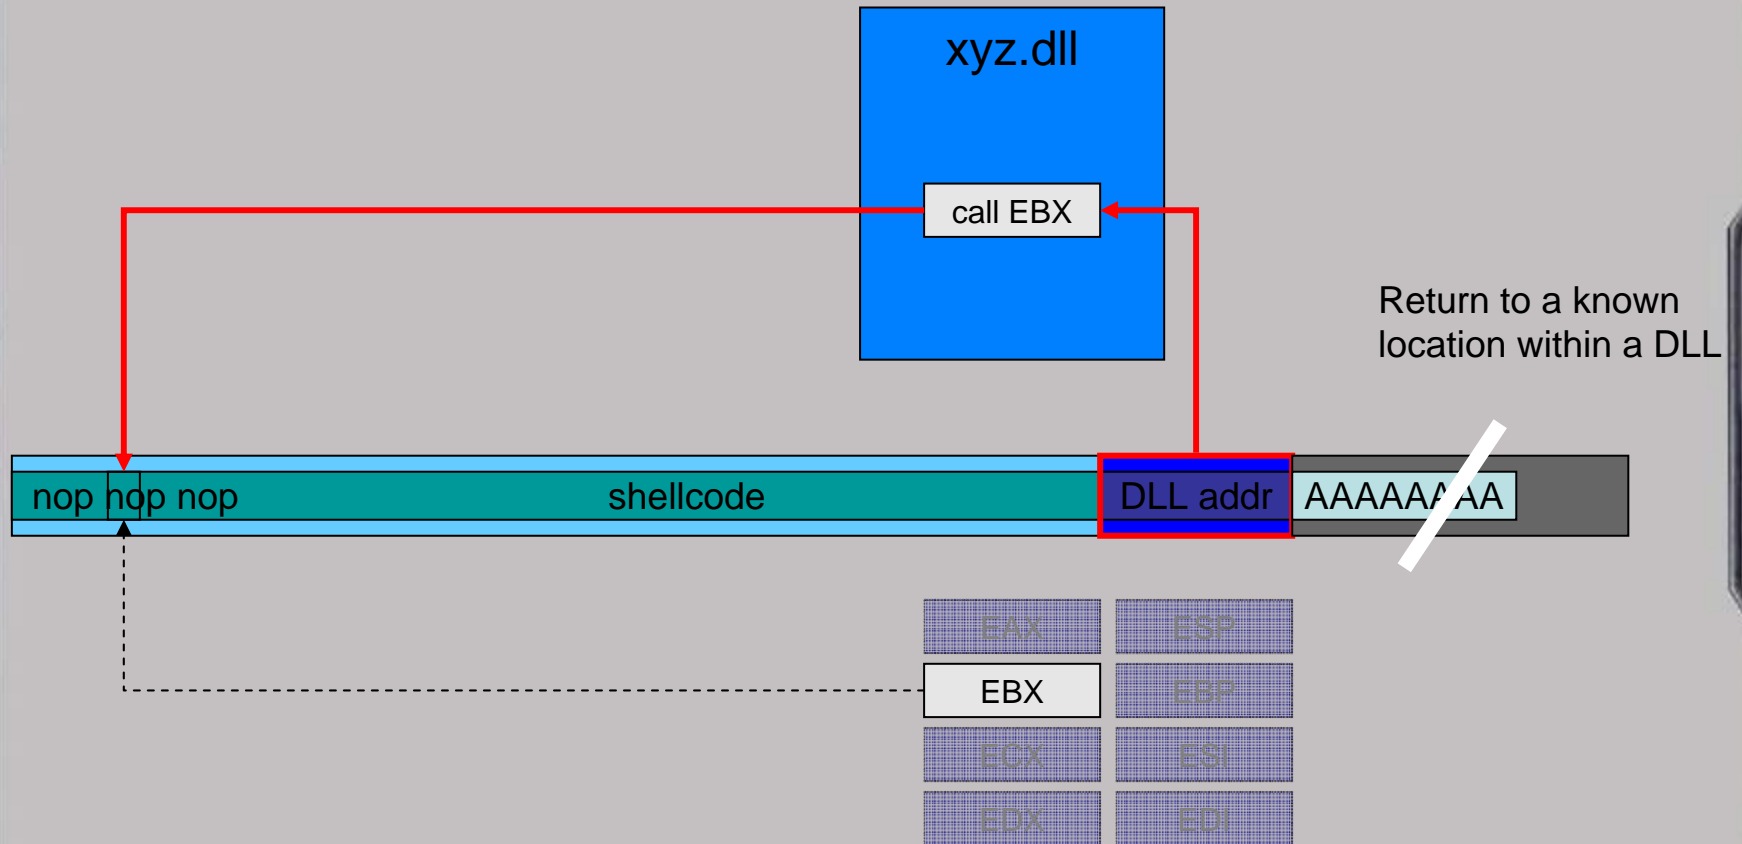 xyz.dll
call EBX
Return to a known
location within a DLL
nop nop nop shellcode DLL addr AAAAAAAA
EAX ESP
EBX EBP
ECX ESI
EDX EDI